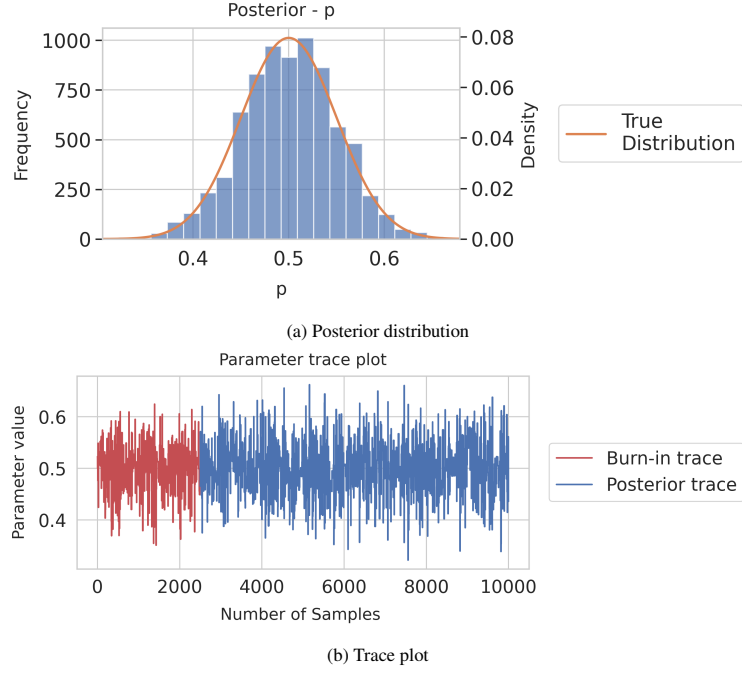 Posterior - p
1000
750
500
250
0
Frequency
0.08
0.06
0.04
0.02
0.00
Density
0.4 0.5 0.6
p
True
Distribution
(a) Posterior distribution
Parameter trace plot
0.6
0.5
0.4
Parameter value
0 2000 4000 6000 8000 10000
Number of Samples
Burn-in trace
Posterior trace
(b) Trace plot